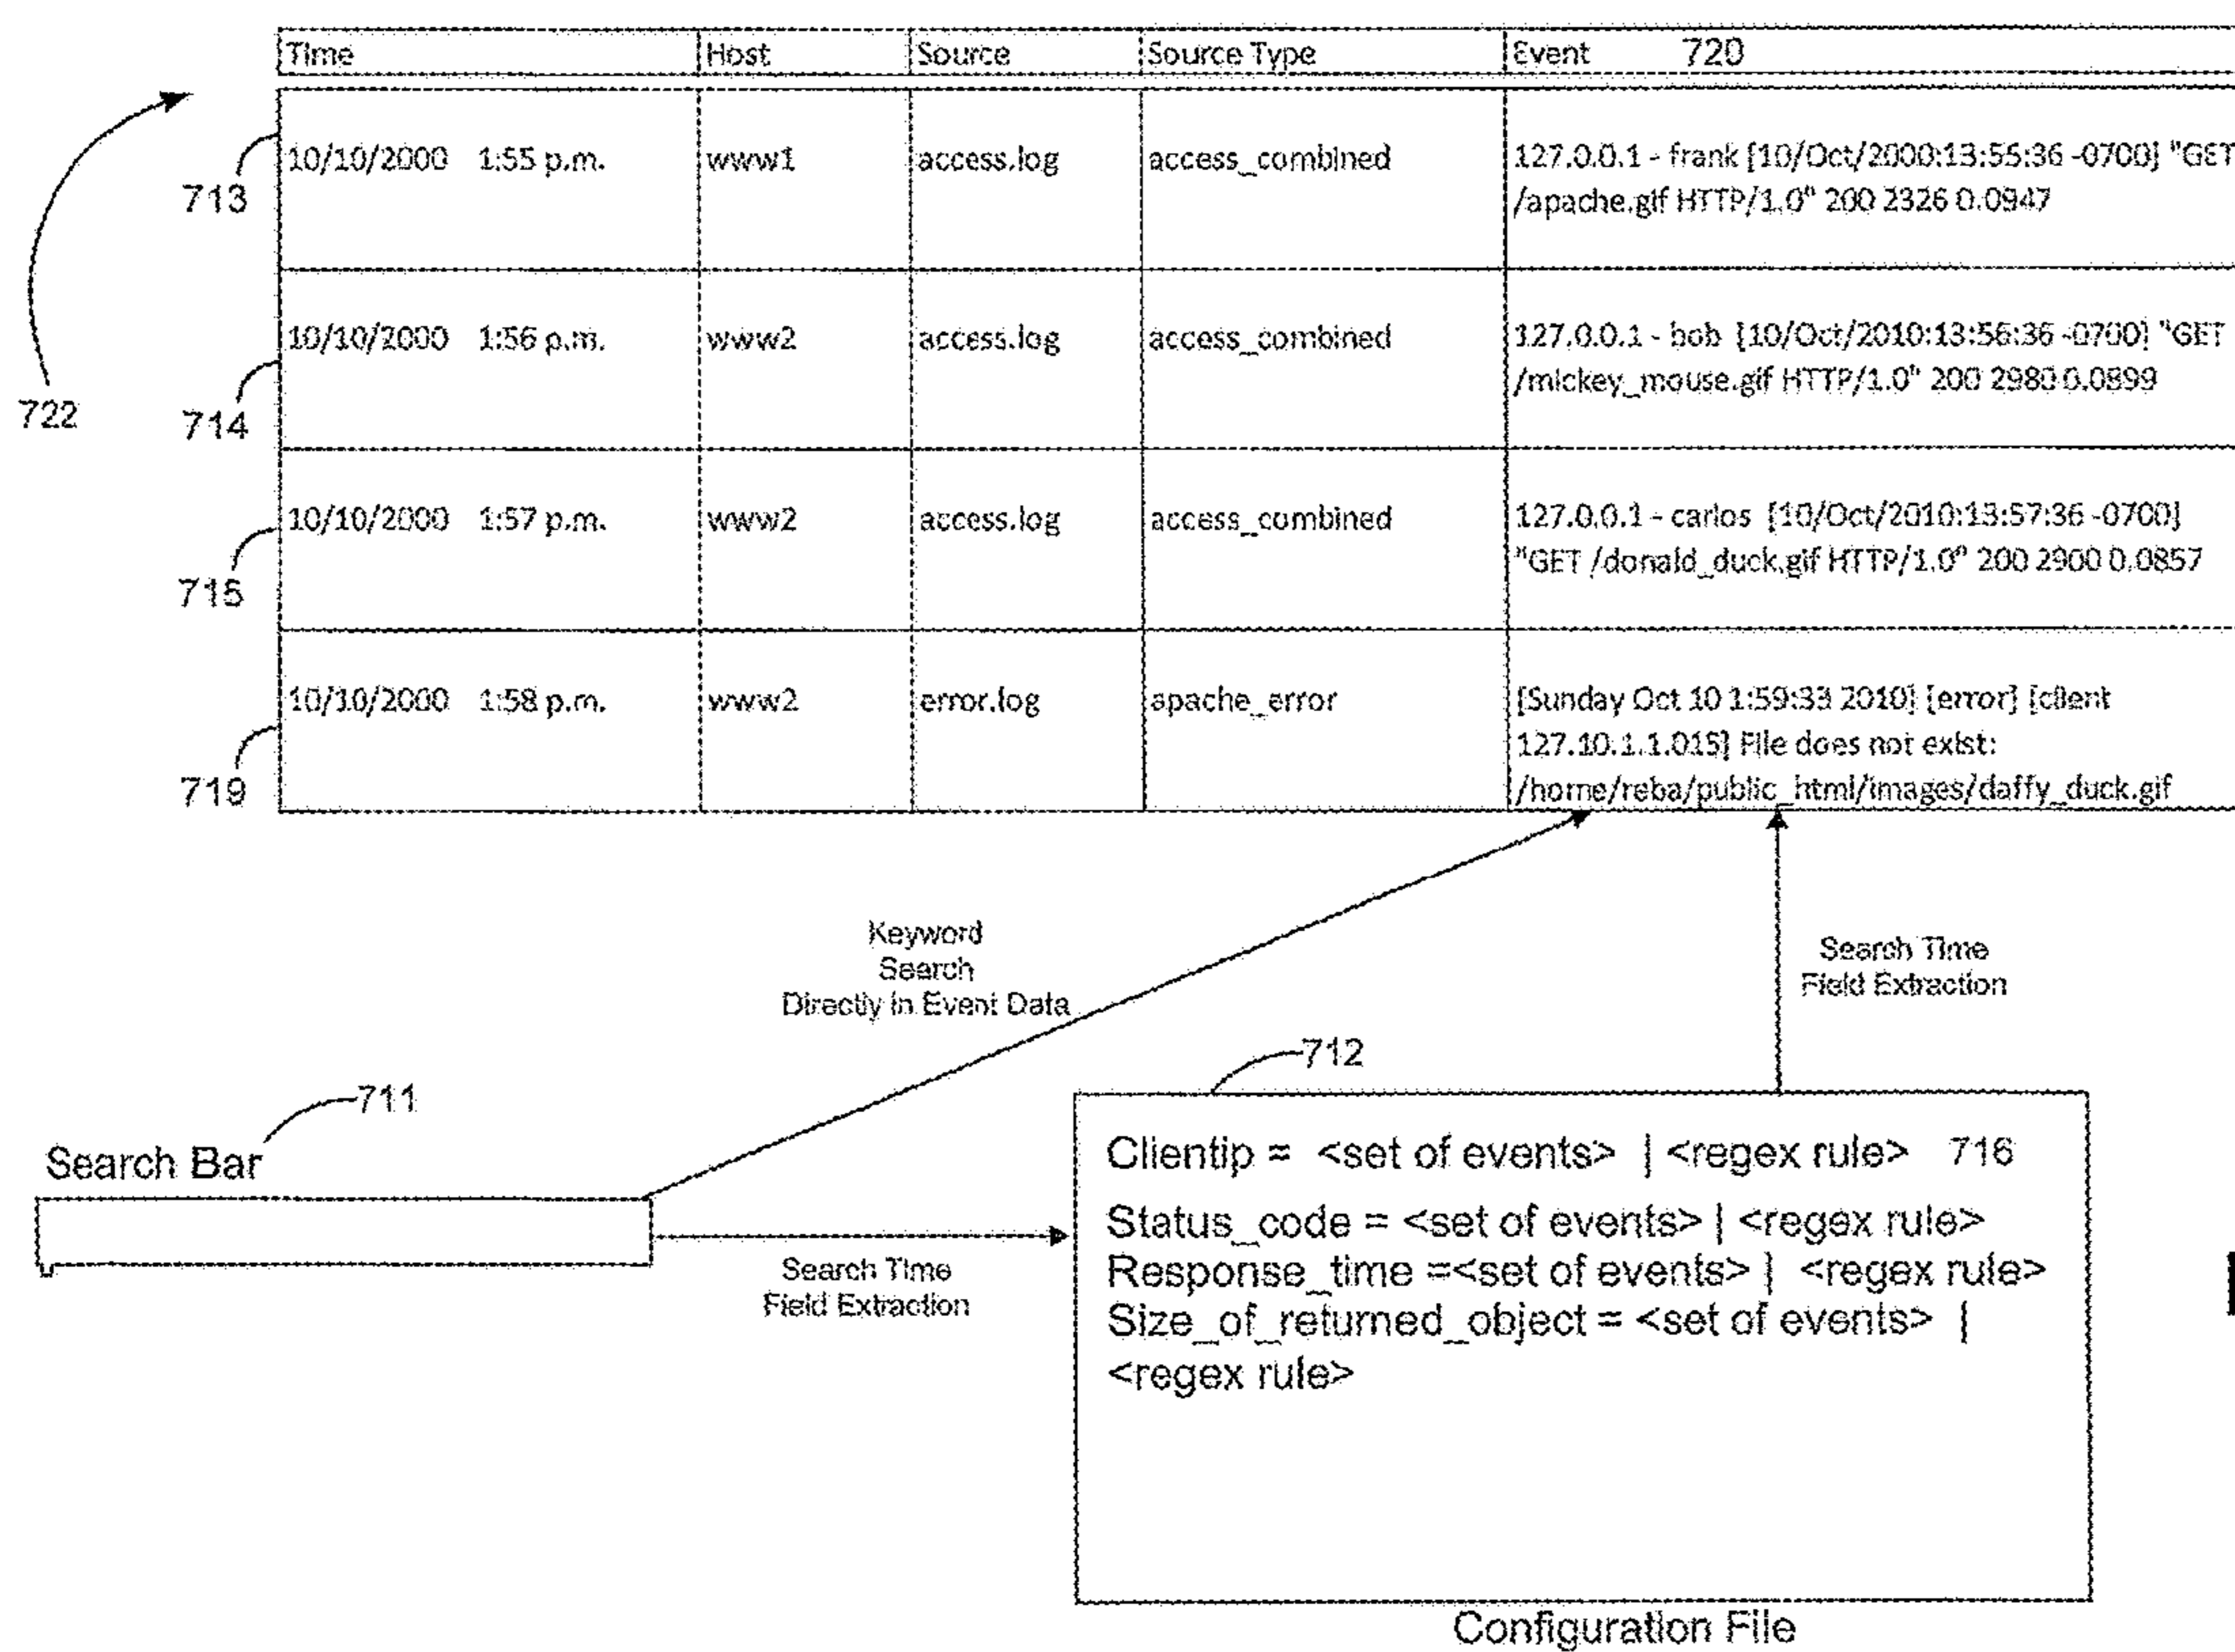 Time Host Source Source Type Event 720
713
10/10/2000 1:55 p.m. www1 access.log access_combined 127.0.0.1 - frank [10/Oct/2000:13:55:36 -0700] "GET
/apache.gif HTTP/1.0" 200 2326 0.0947
722
714
10/10/2000 1:56 p.m. www2 access.log access_combined 127.0.0.1 - bob [10/Oct/2010:13:56:36 -0700] "GET
/mickey_mouse.gif HTTP/1.0" 200 2980 0.0899
715
10/10/2000 1:57 p.m. www2 access.log access_combined 127.0.0.1 - carlos [10/Oct/2010:13:57:36 -0700]
"GET /donald_duck.gif HTTP/1.0" 200 2900 0.0857
719
10/10/2000 1:58 p.m. www2 error.log apache_error [Sunday Oct 10 1:59:33 2010] [error] [client
127.10.1.1.015] File does not exist:
/home/reba/public_html/images/daffy_duck.gif
Keyword
Search
Directly in Event Data
Search Time
Field Extraction
711
Search Bar
Search Time
Field Extraction
712
Clientip = <set of events> | <regex rule> 716
Status_code = <set of events> | <regex rule>
Response_time =<set of events> | <regex rule>
Size_of_returned_object = <set of events> |
<regex rule>
Configuration File